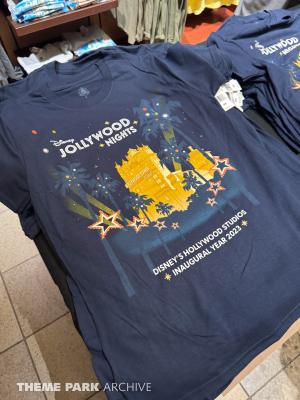 Disney
JOLLYWOOD
NIGHTS
DISNEY'S HOLLYWOOD STUDIOS
INAUGURAL YEAR 2023
THEME PARK ARCHIVE